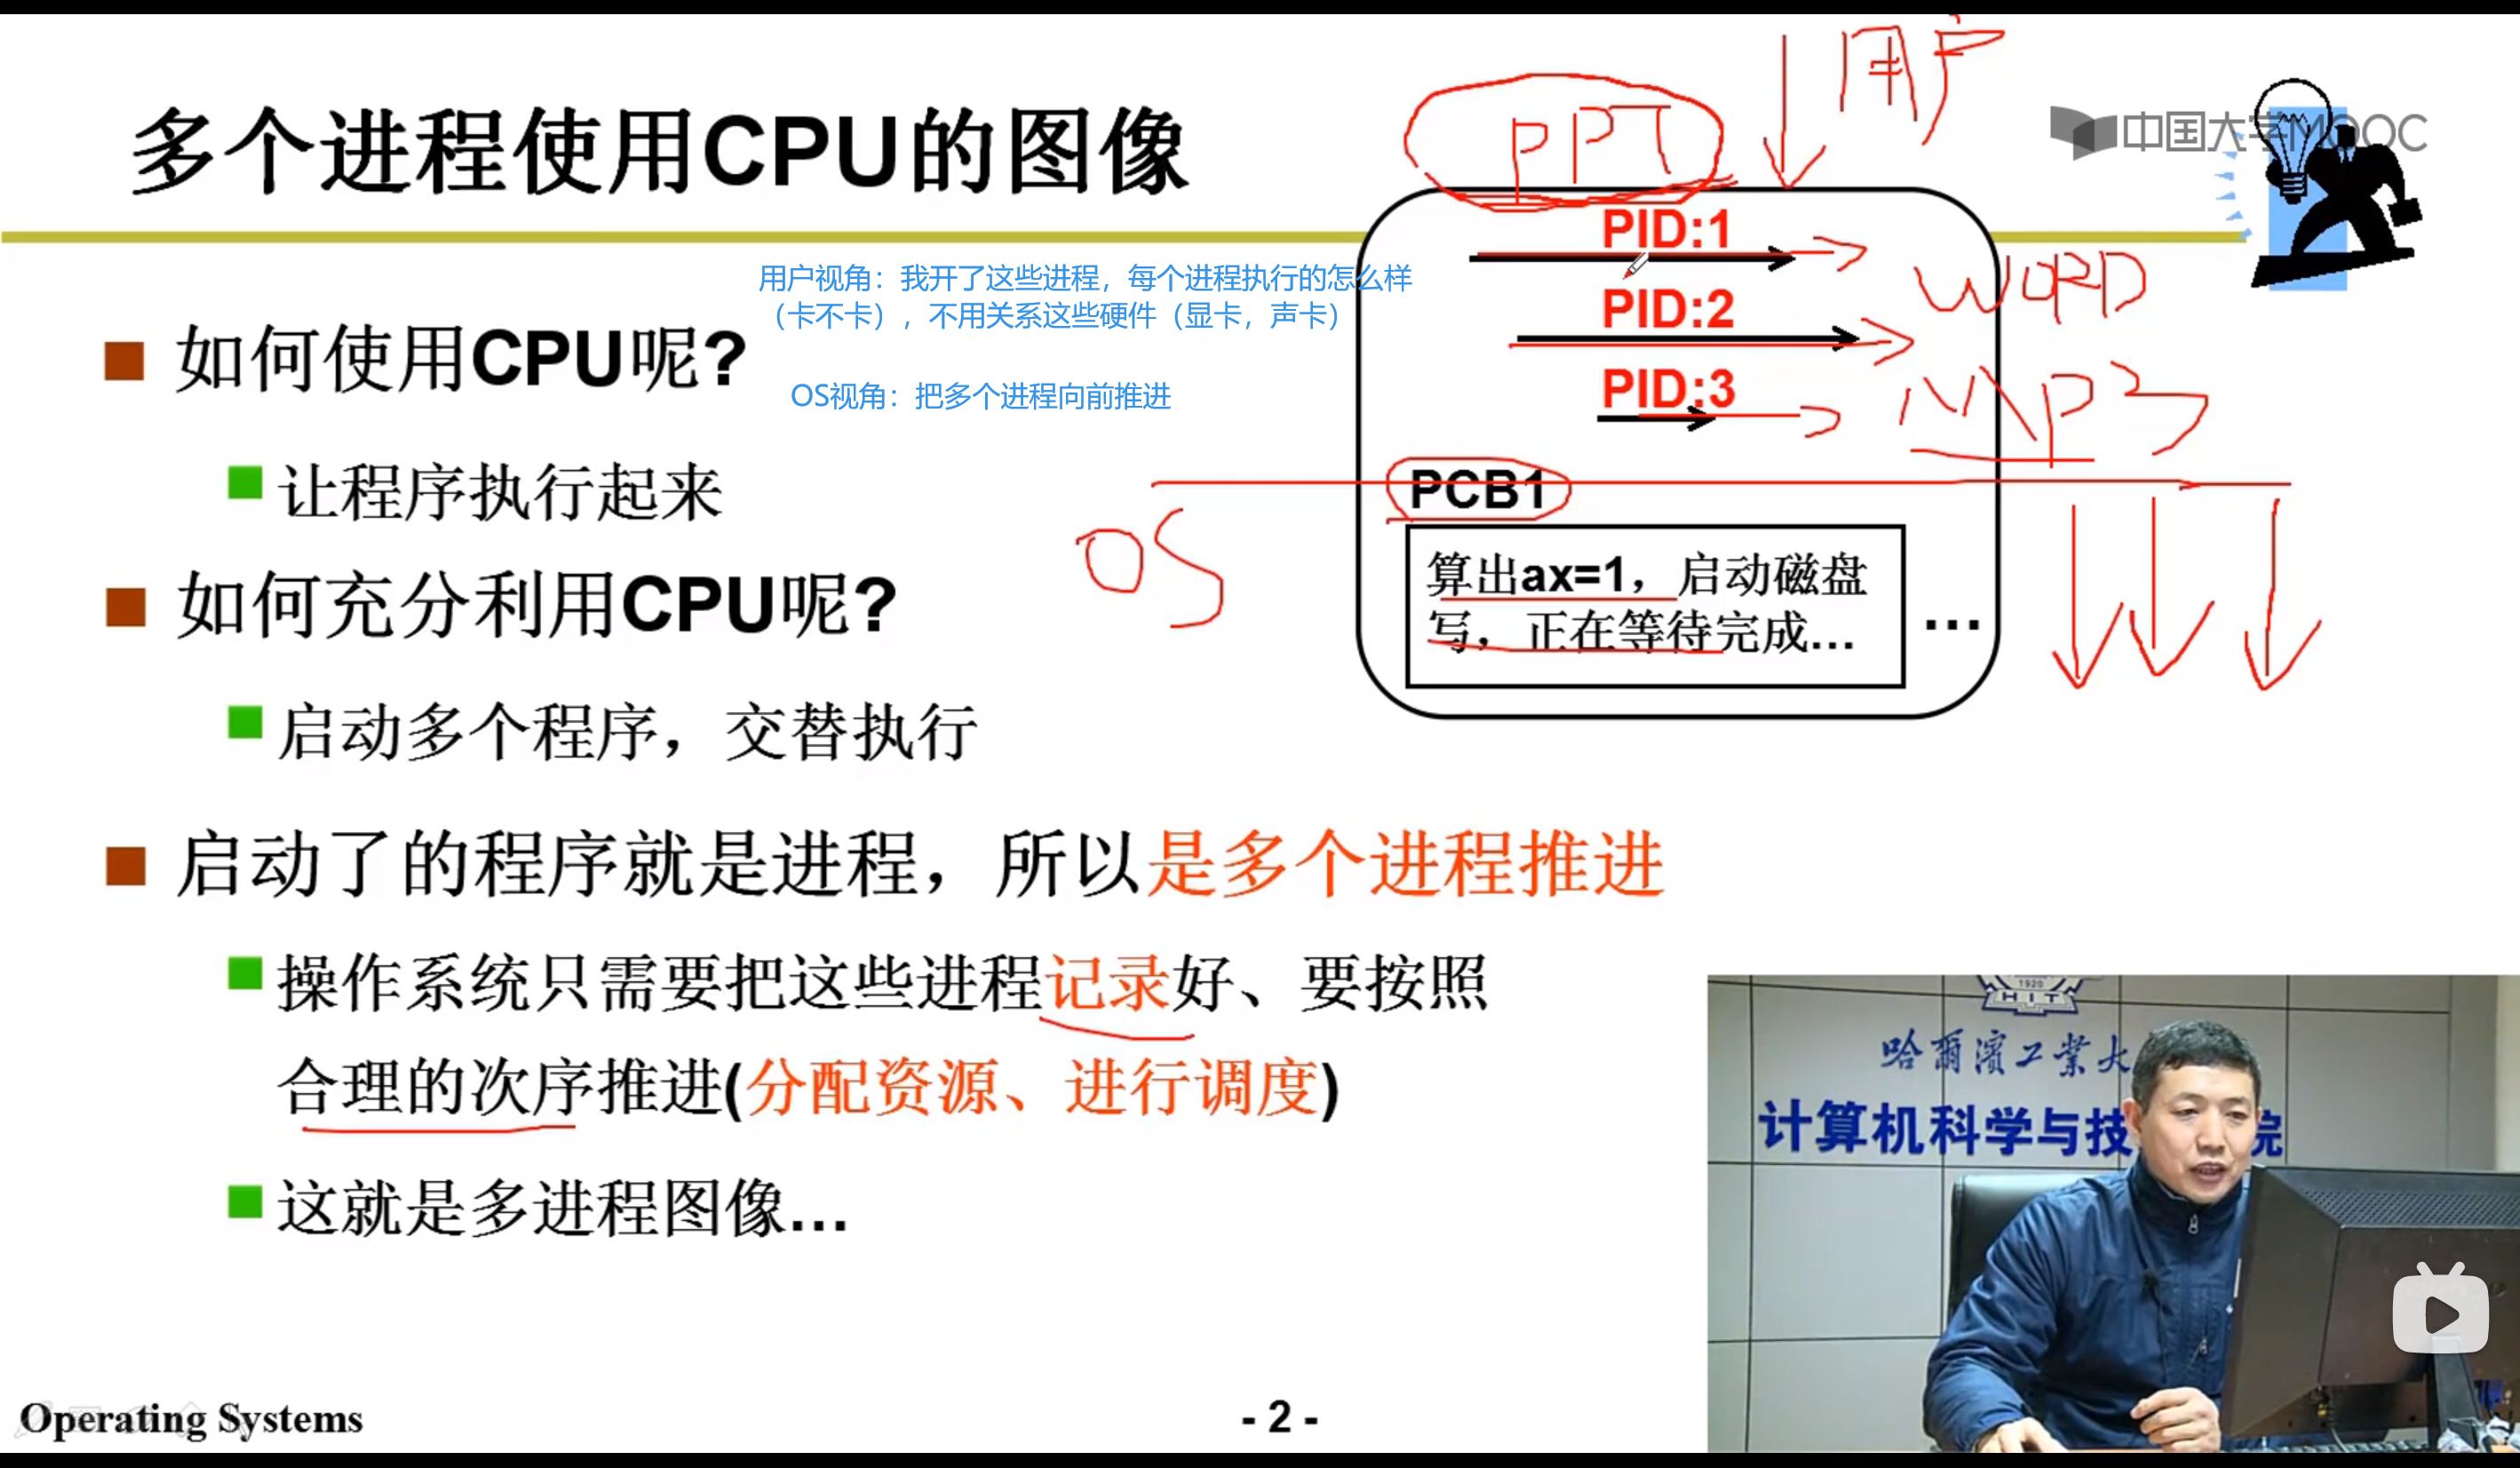 用户
PPT
中国大学MOOC
多个进程使用CPU的图像
PID:1
用户视角：我开了这些进程，每个进程执行的怎么样
（卡不卡），不用关系这些硬件（显卡，声卡）
WORD
PID:2
如何使用CPU呢?
OS视角：把多个进程向前推进
PID:3
MP3
让程序执行起来
PCB1
OS
算出ax=1，启动磁盘
写，正在等待完成...
...
如何充分利用CPU呢?
启动多个程序，交替执行
启动了的程序就是进程，所以是多个进程推进
操作系统只需要把这些进程记录好、要按照
合理的次序推进(分配资源、进行调度)
这就是多进程图像...
1920
HIT
哈爾濱工業大
计算机科学与技
院
Operating Systems
- 2 -